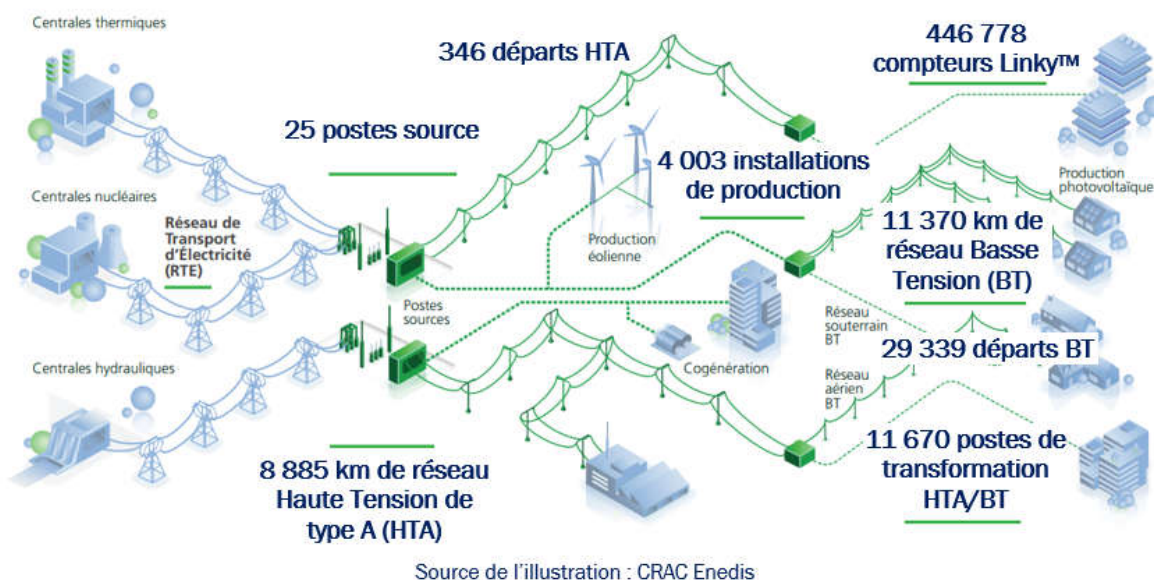 Centrales thermiques
346 départs HTA
446 778
compteurs Linky™
25 postes source
4 003 installations
de production
Centrales nucléaires
Réseau de
Transport
d'Électricité
(RTE)
Production
éolienne
Production
photovoltaïque
11 370 km de
réseau Basse
Tension (BT)
Postes
sources
Réseau
souterrain
BT
Centrales hydrauliques
Cogénération
29 339 départs BT
Réseau
aérien
BT
8 885 km de réseau
Haute Tension de
type A (HTA)
11 670 postes de
transformation
HTA/BT
Source de l'illustration : CRAC Enedis